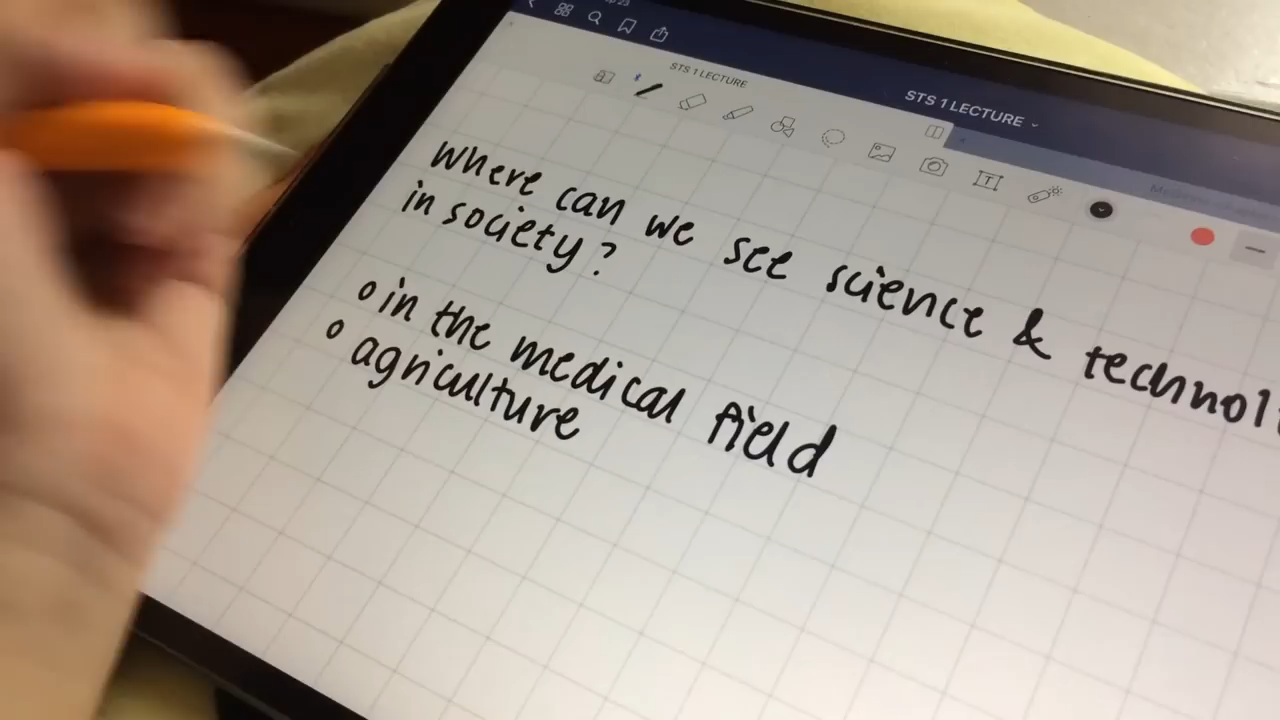 STS 1 LECTURE
STS 1 LECTURE
where can we see science & technol
in society?
o in the medical field
o agriculture